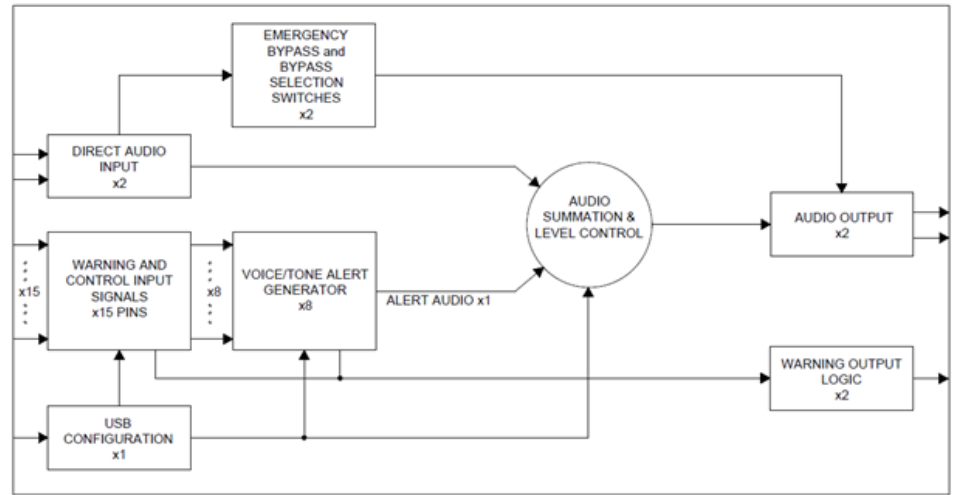 EMERGENCY
BYPASS and
BYPASS
SELECTION
SWITCHES
x2
DIRECT AUDIO
INPUT
x2
AUDIO
SUMMATION &
LEVEL CONTROL
AUDIO OUTPUT
x2
x15
WARNING AND
CONTROL INPUT
SIGNALS
x15 PINS
x8
VOICE/TONE ALERT
GENERATOR
x8
ALERT AUDIO x1
WARNING OUTPUT
LOGIC
x2
USB
CONFIGURATION
x1